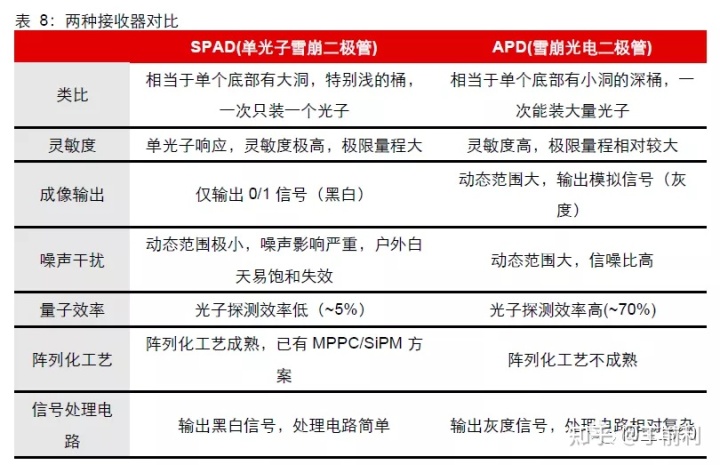 表 8：两种接收器对比
SPAD(单光子雪崩二极管)
APD(雪崩光电二极管)
类比
相当于单个底部有大洞，特别浅的桶，
一次只装一个光子
相当于单个底部有小洞的深桶，一
次能装大量光子
灵敏度
单光子响应，灵敏度极高，极限量程大
灵敏度高，极限量程相对较大
成像输出
仅输出 0/1 信号（黑白）
动态范围大，输出模拟信号（灰
度）
噪声干扰
动态范围极小，噪声影响严重，户外白
天易饱和失效
动态范围大，信噪比高
量子效率
光子探测效率低（~5%）
光子探测效率高(~70%)
阵列化工艺
阵列化工艺成熟，已有 MPPC/SiPM 方
案
阵列化工艺不成熟
信号处理电
路
输出黑白信号，处理电路简单
输出灰度信号，处理电路相对复杂
知乎